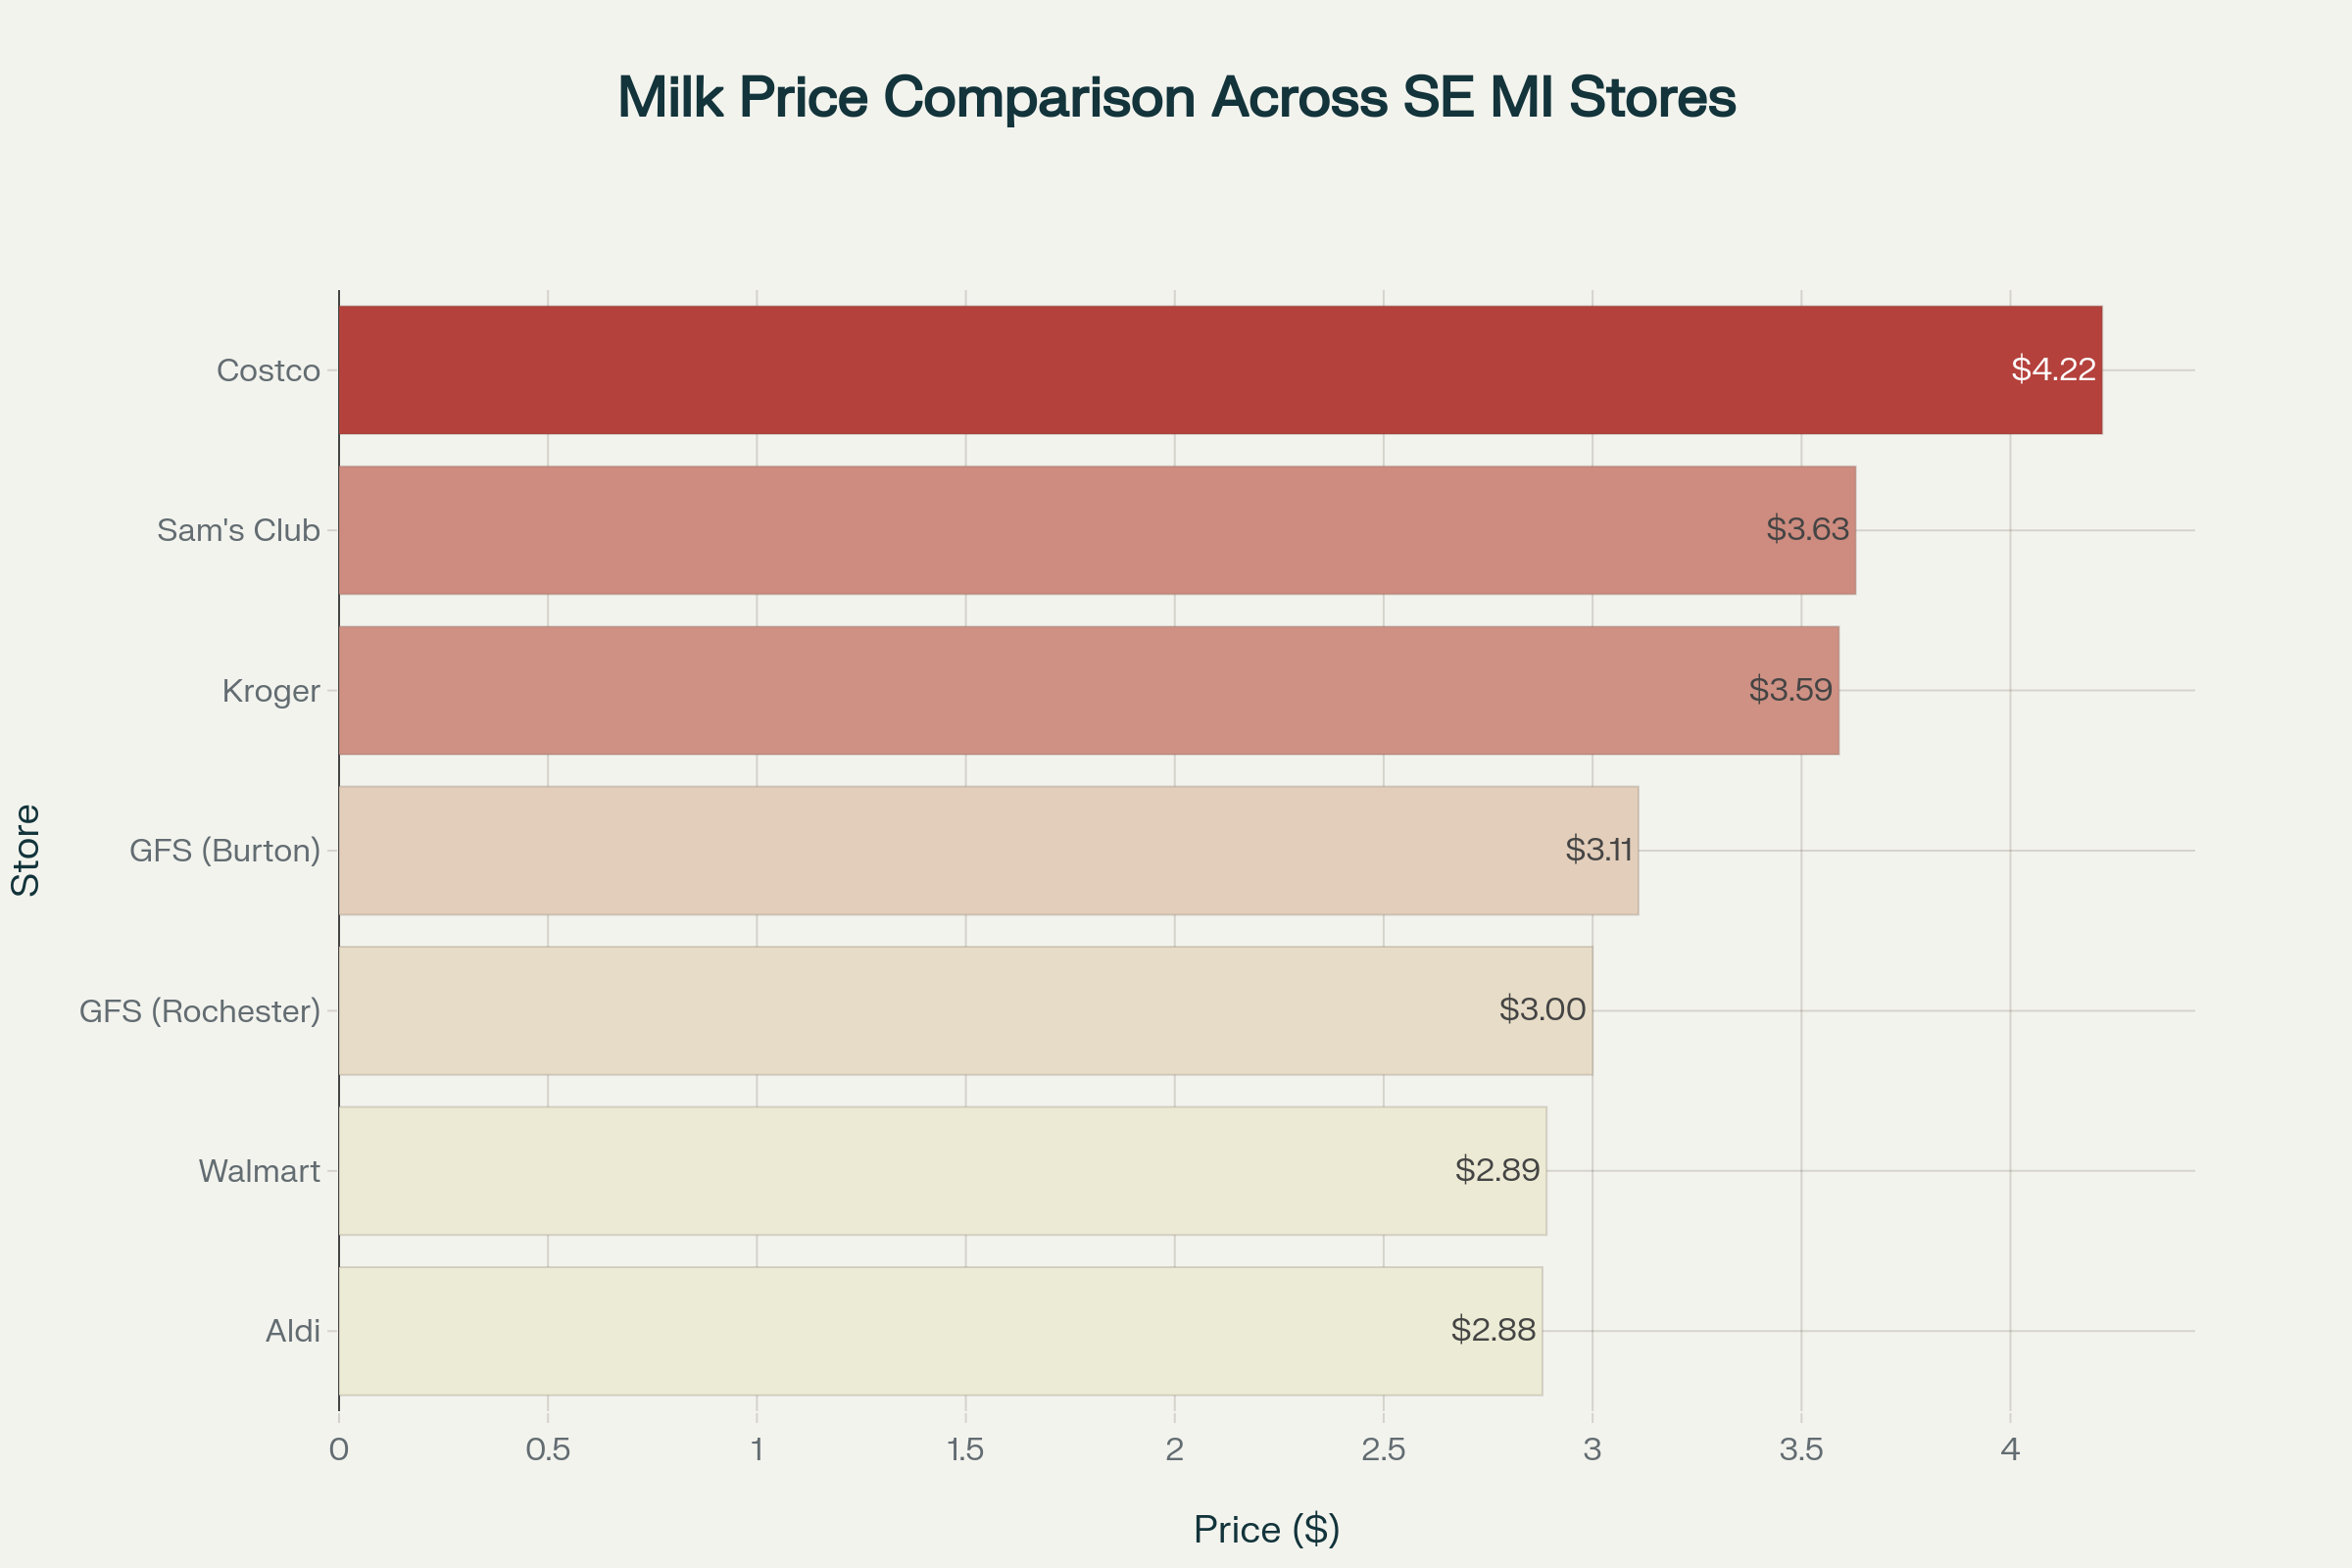 Milk Price Comparison Across SE MI Stores
Costco
$4.22
Sam's Club
$3.63
Kroger
$3.59
GFS (Burton)
$3.11
GFS (Rochester)
$3.00
Walmart
$2.89
Aldi
$2.88
Store
0 0.5 1 1.5 2 2.5 3 3.5 4
Price ($)